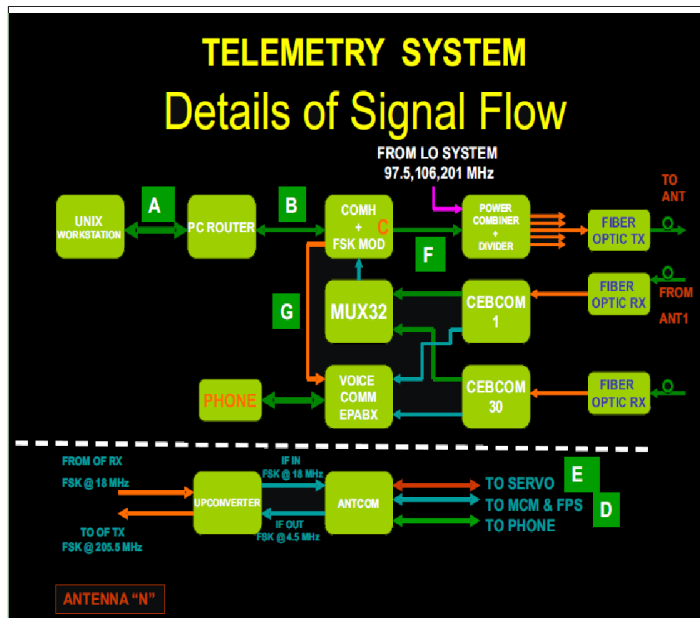 TELEMETRY SYSTEM
Details of Signal Flow
FROM LO SYSTEM
97.5,106,201 MHz
TO
ANT
A
B
UNIX
WORKSTATION
PC ROUTER
COMH
+
FSK MOD
C
POWER
COMBINER
+
DIVIDER
FIBER
OPTIC TX
F
G
MUX32
CEBCOM
1
FIBER
OPTIC RX
FROM
ANT1
PHONE
VOICE
COMM
EPABX
CEBCOM
30
FIBER
OPTIC RX
FROM OF RX
FSK @ 18 MHz
TO OF TX
FSK @ 205.5 MHz
UPCONVERTER
IF IN
FSK @ 18 MHz
IF OUT
FSK @ 4.5 MHz
ANTCOM
TO SERVO
E
TO MCM & FPS
D
TO PHONE
ANTENNA “N”